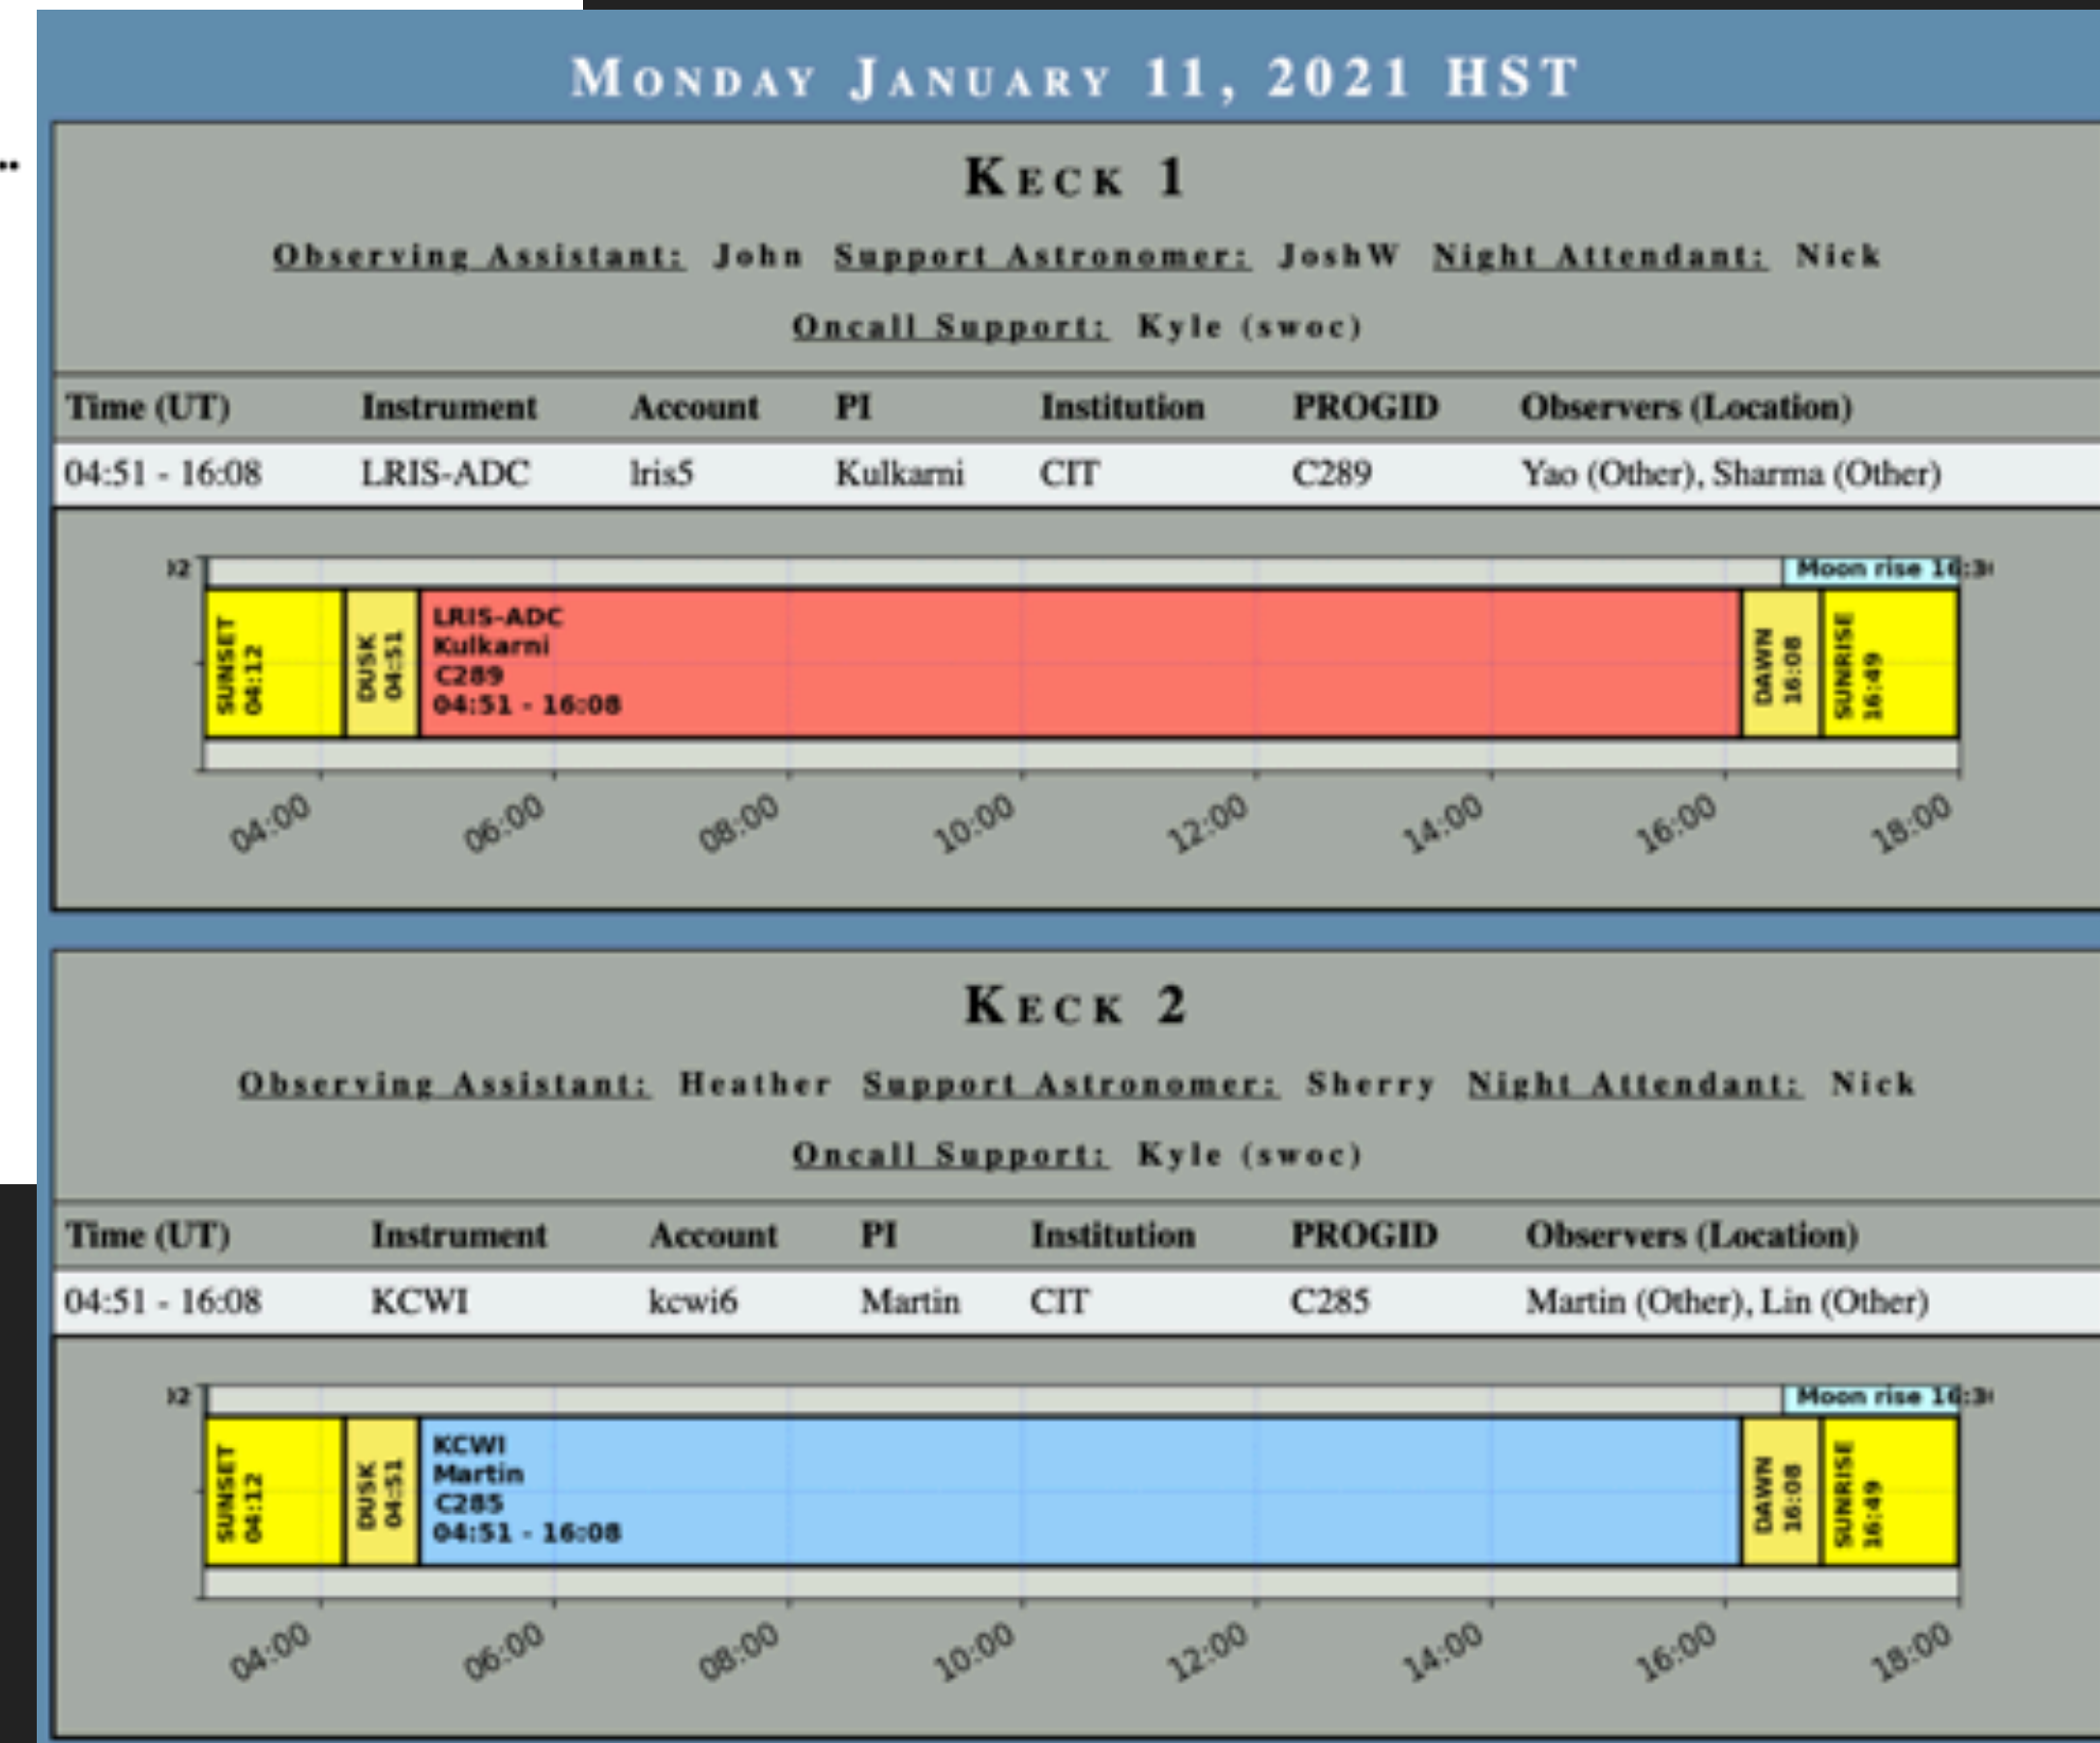 MONDAY JANUARY 11, 2021 HST
KECK 1
Observing Assistant: John Support Astronomer: JoshW Night Attendant: Nick
Oncall Support: Kyle (swoc)
Time (UT) Instrument Account PI Institution PROGID Observers (Location)
04:51 - 16:08 LRIS-ADC lris5 Kulkarni CIT C289 Yao (Other), Sharma (Other)
Moon rise
SUNSET
04:12
DUSK
04:51
LRIS-ADC
Kulkarni
C289
04:51 - 16:08
DAWN
16:08
SUNRISE
16:49
04:00 06:00 08:00 10:00 12:00 14:00 16:00 18:00
KECK 2
Observing Assistant: Heather Support Astronomer: Sherry Night Attendant: Nick
Oncall Support: Kyle (swoc)
Time (UT) Instrument Account PI Institution PROGID Observers (Location)
04:51 - 16:08 KCWI kcwi6 Martin CIT C285 Martin (Other), Lin (Other)
Moon rise
SUNSET
04:12
DUSK
04:51
KCWI
Martin
C285
04:51 - 16:08
DAWN
16:08
SUNRISE
16:49
04:00 06:00 08:00 10:00 12:00 14:00 16:00 18:00